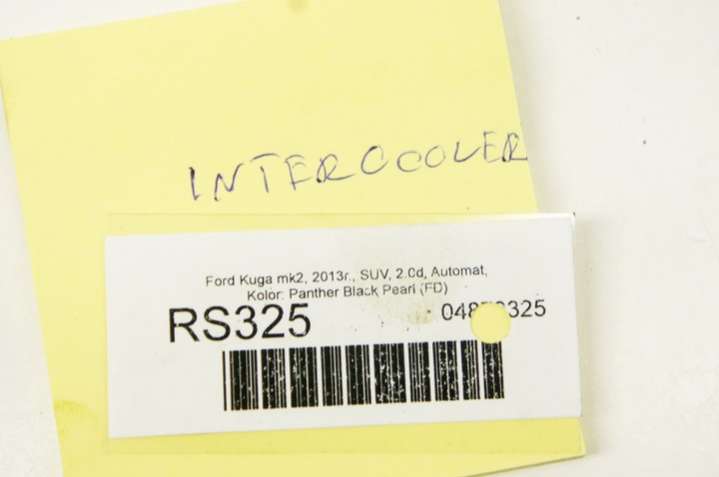 INTERCOOLER
Ford Kuga mk2, 2013r., SUV, 2.0d, Automat,
Kolor: Panther Black Pearl (FD)
RS325